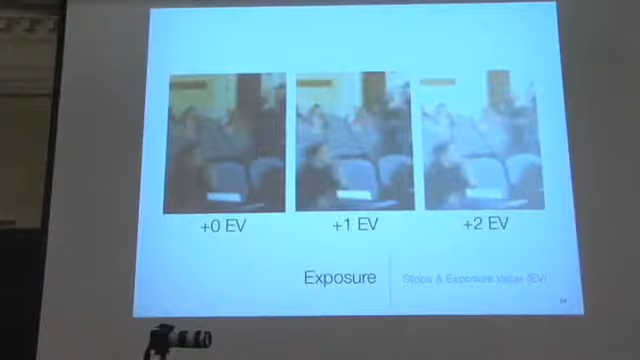 +0 EV
+1 EV
+2 EV
Exposure
Stops & Exposure Value (EV)